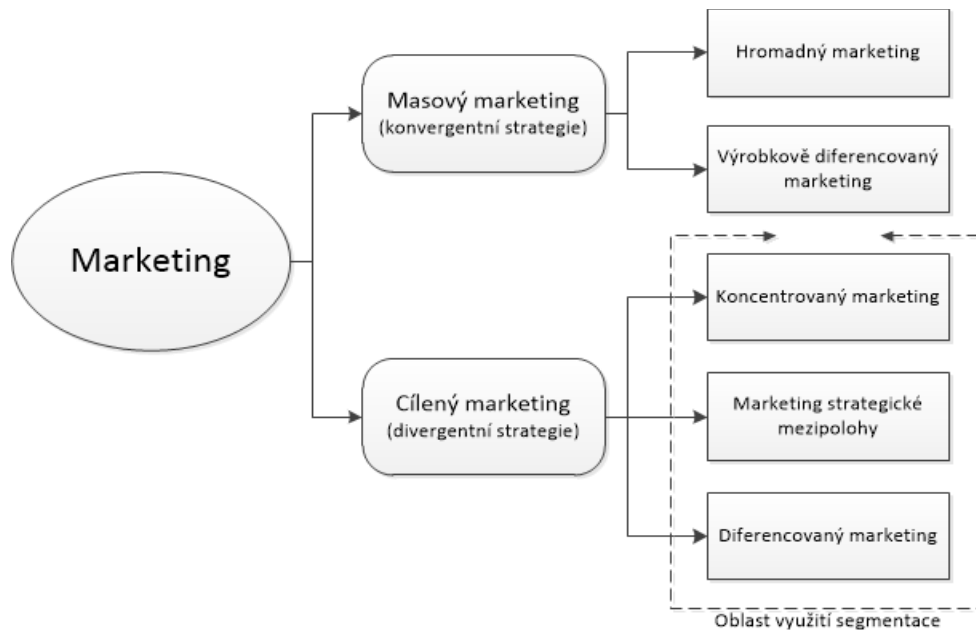 Marketing
Masový marketing
(konvergentní strategie)
Hromadný marketing
Výrobkově diferencovaný
marketing
Cílený marketing
(divergentní strategie)
Koncentrovaný marketing
Marketing strategické
mezipolohy
Diferencovaný marketing
Oblast využití segmentace